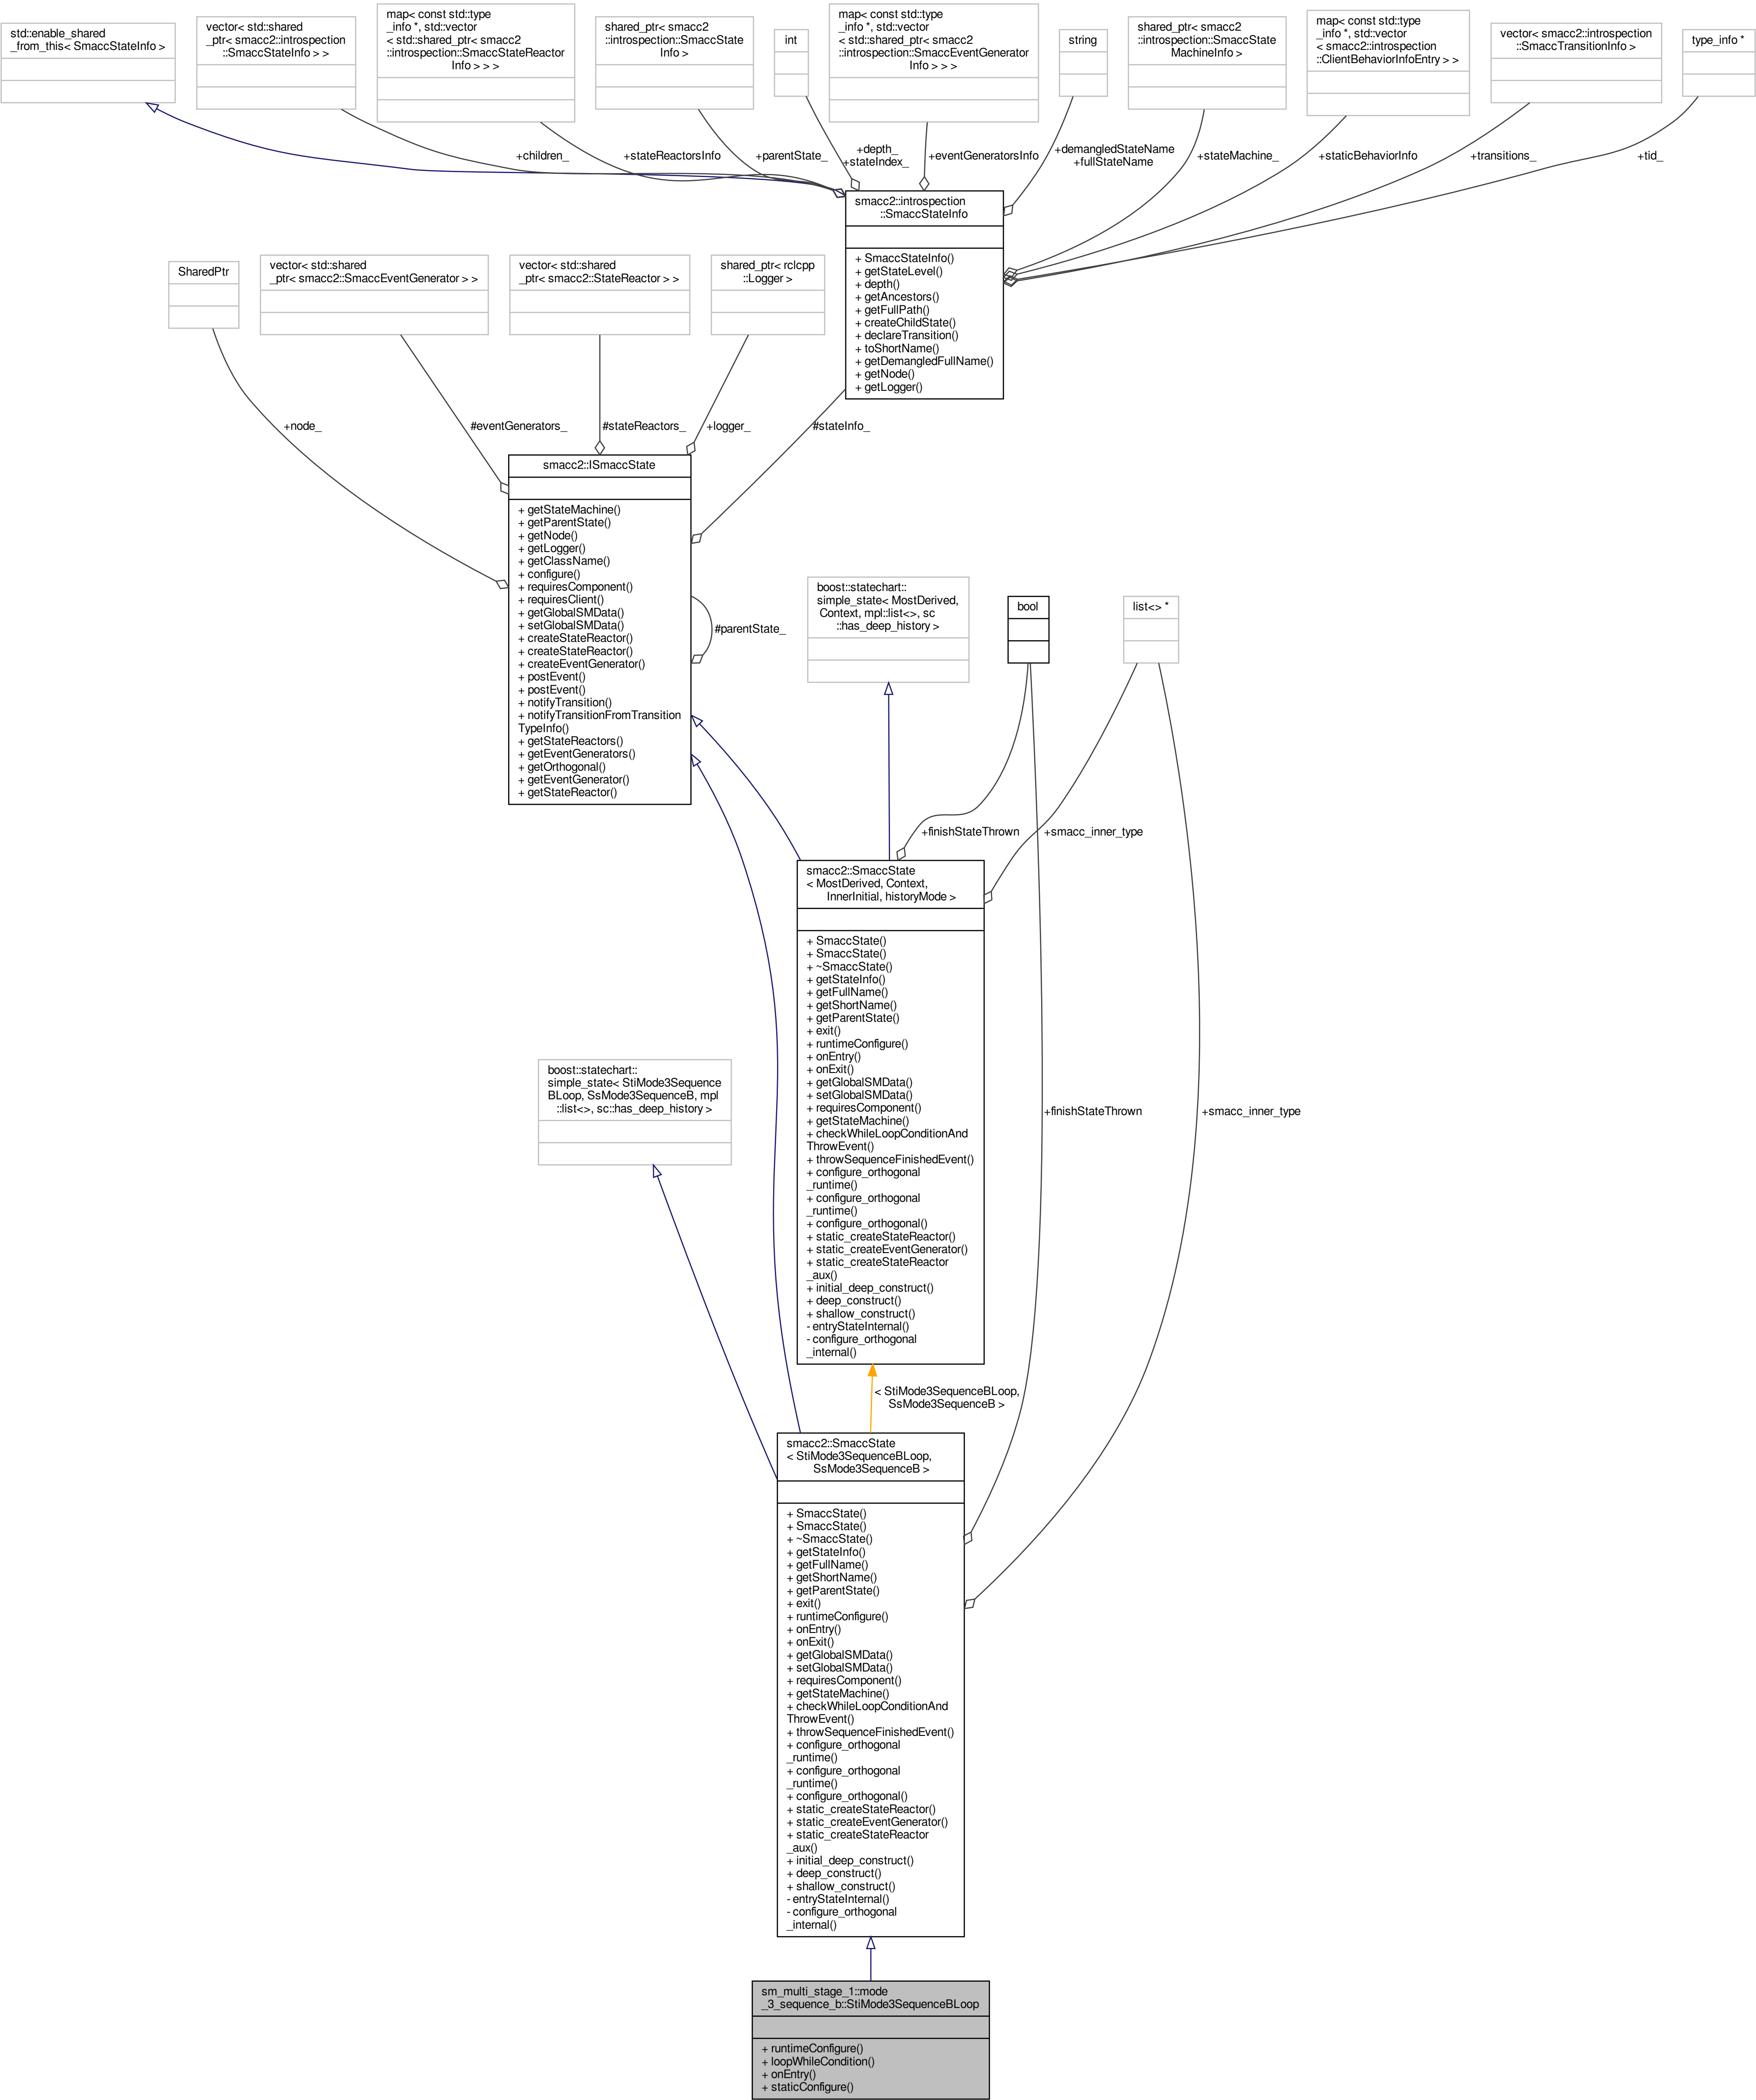 std::enable_shared
_from_this< SmaccStateInfo >
vector< std::shared
_ptr< smacc2::introspection
::SmaccStateInfo > >
map< const std::type
_info *, std::vector
< std::shared_ptr< smacc2
::introspection::SmaccStateReactor
Info > > >
shared_ptr< smacc2
::introspection::SmaccState
Info >
int
map< const std::type
_info *, std::vector
< std::shared_ptr< smacc2
::introspection::SmaccEventGenerator
Info > > >
string
shared_ptr< smacc2
::introspection::SmaccState
MachineInfo >
map< const std::type
_info *, std::vector
< smacc2::introspection
::ClientBehaviorInfoEntry > >
vector< smacc2::introspection
::SmaccTransitionInfo >
type_info *
+children_
+stateReactorsInfo
+parentState_
+depth_
+stateIndex_
+eventGeneratorsInfo
+demangledStateName
+fullStateName
+stateMachine_
+staticBehaviorInfo
+transitions_
+tid_
smacc2::introspection
::SmaccStateInfo
+ SmaccStateInfo()
+ getStateLevel()
+ depth()
+ getAncestors()
+ getFullPath()
+ createChildState()
+ declareTransition()
+ toShortName()
+ getDemangledFullName()
+ getNode()
+ getLogger()
SharedPtr
vector< std::shared
_ptr< smacc2::SmaccEventGenerator > >
vector< std::shared
_ptr< smacc2::StateReactor > >
shared_ptr< rclcpp
::Logger >
+node_
#eventGenerators_
#stateReactors_
+logger_
#stateInfo_
smacc2::ISmaccState
+ getStateMachine()
+ getParentState()
+ getNode()
+ getLogger()
+ getClassName()
+ configure()
+ requiresComponent()
+ requiresClient()
+ getGlobalSMData()
+ setGlobalSMData()
+ createStateReactor()
+ createStateReactor()
+ createEventGenerator()
+ postEvent()
+ postEvent()
+ notifyTransition()
+ notifyTransitionFromTransition
TypeInfo()
+ getStateReactors()
+ getEventGenerators()
+ getOrthogonal()
+ getEventGenerator()
+ getStateReactor()
#parentState_
boost::statechart::
simple_state< MostDerived,
Context, mpl::list<>, sc
::has_deep_history >
bool
list<> *
+finishStateThrown
+smacc_inner_type
smacc2::SmaccState
< MostDerived, Context,
InnerInitial, historyMode >
+ SmaccState()
+ SmaccState()
+ ~SmaccState()
+ getStateInfo()
+ getFullName()
+ getShortName()
+ getParentState()
+ exit()
+ runtimeConfigure()
+ onEntry()
+ onExit()
+ getGlobalSMData()
+ setGlobalSMData()
+ requiresComponent()
+ getStateMachine()
+ checkWhileLoopConditionAnd
ThrowEvent()
+ throwSequenceFinishedEvent()
+ configure_orthogonal
_runtime()
+ configure_orthogonal
_runtime()
+ configure_orthogonal()
+ static_createStateReactor()
+ static_createEventGenerator()
+ static_createStateReactor
_aux()
+ initial_deep_construct()
+ deep_construct()
+ shallow_construct()
- entryStateInternal()
- configure_orthogonal
_internal()
boost::statechart::
simple_state< StiMode3Sequence
BLoop, SsMode3SequenceB, mpl
::list<>, sc::has_deep_history >
+finishStateThrown
+smacc_inner_type
< StiMode3SequenceBLoop,
SsMode3SequenceB >
smacc2::SmaccState
< StiMode3SequenceBLoop,
SsMode3SequenceB >
+ SmaccState()
+ SmaccState()
+ ~SmaccState()
+ getStateInfo()
+ getFullName()
+ getShortName()
+ getParentState()
+ exit()
+ runtimeConfigure()
+ onEntry()
+ onExit()
+ getGlobalSMData()
+ setGlobalSMData()
+ requiresComponent()
+ getStateMachine()
+ checkWhileLoopConditionAnd
ThrowEvent()
+ throwSequenceFinishedEvent()
+ configure_orthogonal
_runtime()
+ configure_orthogonal
_runtime()
+ configure_orthogonal()
+ static_createStateReactor()
+ static_createEventGenerator()
+ static_createStateReactor
_aux()
+ initial_deep_construct()
+ deep_construct()
+ shallow_construct()
- entryStateInternal()
- configure_orthogonal
_internal()
sm_multi_stage_1::mode
_3_sequence_b::StiMode3SequenceBLoop
+ runtimeConfigure()
+ loopWhileCondition()
+ onEntry()
+ staticConfigure()